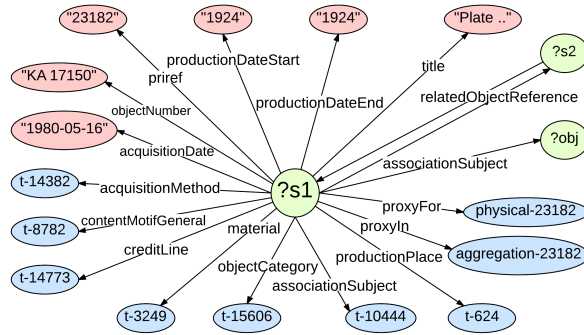 "23182"
"1924"
"1924"
"Plate .."
?s2
productionDateStart
title
priref
"KA 17150"
relatedObjectReference
productionDateEnd
objectNumber
"1980-05-16"
?obj
acquisitionDate
associationSubject
t-14382
acquisitionMethod
?s1
proxyFor
physical-23182
contentMotifGeneral
t-8782
material
proxyIn
creditLine
aggregation-23182
productionPlace
objectCategory
t-14773
associationSubject
t-3249
t-15606
t-10444
t-624